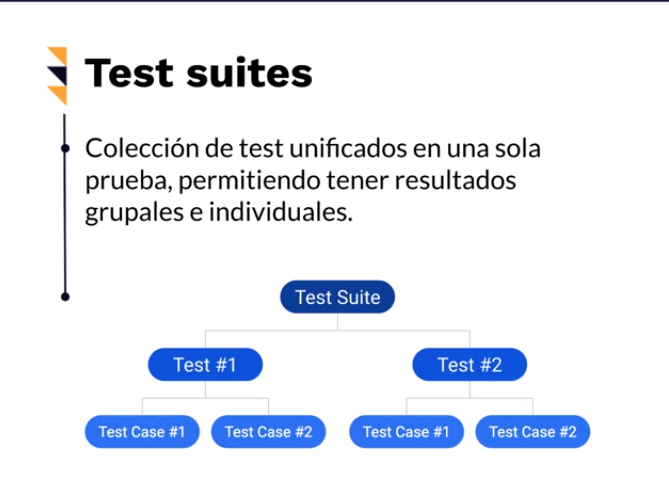 Test suites
Colección de test unificados en una sola
prueba, permitiendo tener resultados
grupales e individuales.
Test Suite
Test #1
Test #2
Test Case #1
Test Case #2
Test Case #1
Test Case #2